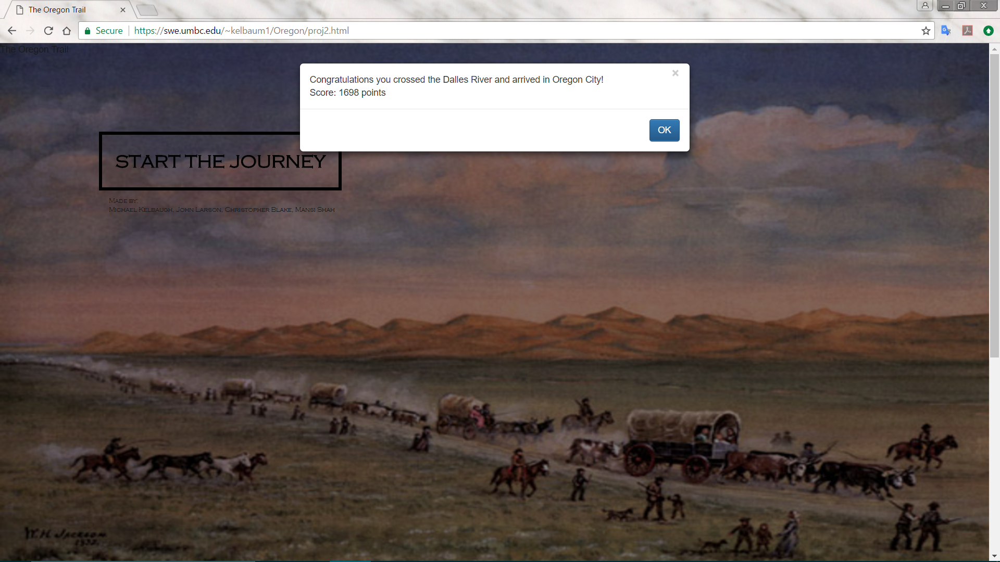 The Oregon Trail
Secure
https://swe.umbc.edu/~kelbaum1/Oregon/proj2.html
The Oregon Trail
Congratulations you crossed the Dalles River and arrived in Oregon City!
Score: 1698 points
OK
START THE JOURNEY
MADE BY:
MICHAEL KELBAUGH, JOHN LARSON, CHRISTOPHER BLAKE, MANSI SHAH
W. H. JACKSON